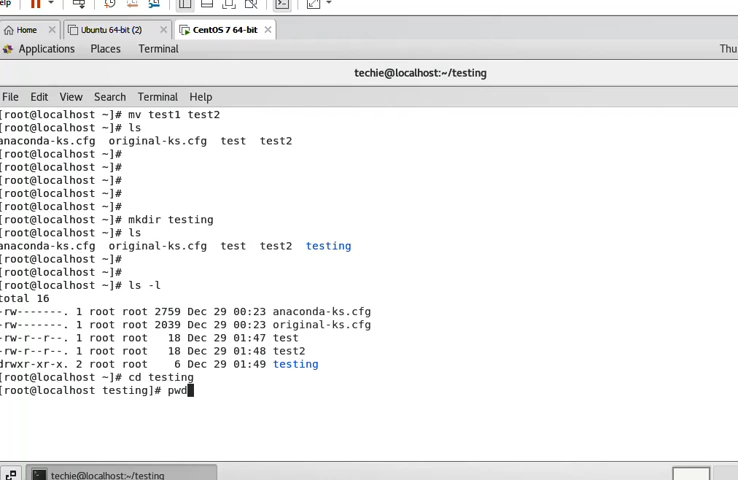 Home Ubuntu 64-bit (2) CentOS 7 64-bit
Applications Places Terminal Thu
techie@localhost:~/testing
File Edit View Search Terminal Help
[root@localhost ~]# mv test1 test2
[root@localhost ~]# ls
anaconda-ks.cfg original-ks.cfg test test2
[root@localhost ~]#
[root@localhost ~]#
[root@localhost ~]#
[root@localhost ~]#
[root@localhost ~]#
[root@localhost ~]# mkdir testing
[root@localhost ~]# ls
anaconda-ks.cfg original-ks.cfg test test2 testing
[root@localhost ~]#
[root@localhost ~]#
[root@localhost ~]# ls -l
total 16
-rw-------. 1 root root 2759 Dec 29 00:23 anaconda-ks.cfg
-rw-------. 1 root root 2039 Dec 29 00:23 original-ks.cfg
-rw-r--r--. 1 root root 18 Dec 29 01:47 test
-rw-r--r--. 1 root root 18 Dec 29 01:48 test2
drwxr-xr-x. 2 root root 6 Dec 29 01:49 testing
[root@localhost ~]# cd testing
[root@localhost testing]# pwd
techie@localhost:~/testing